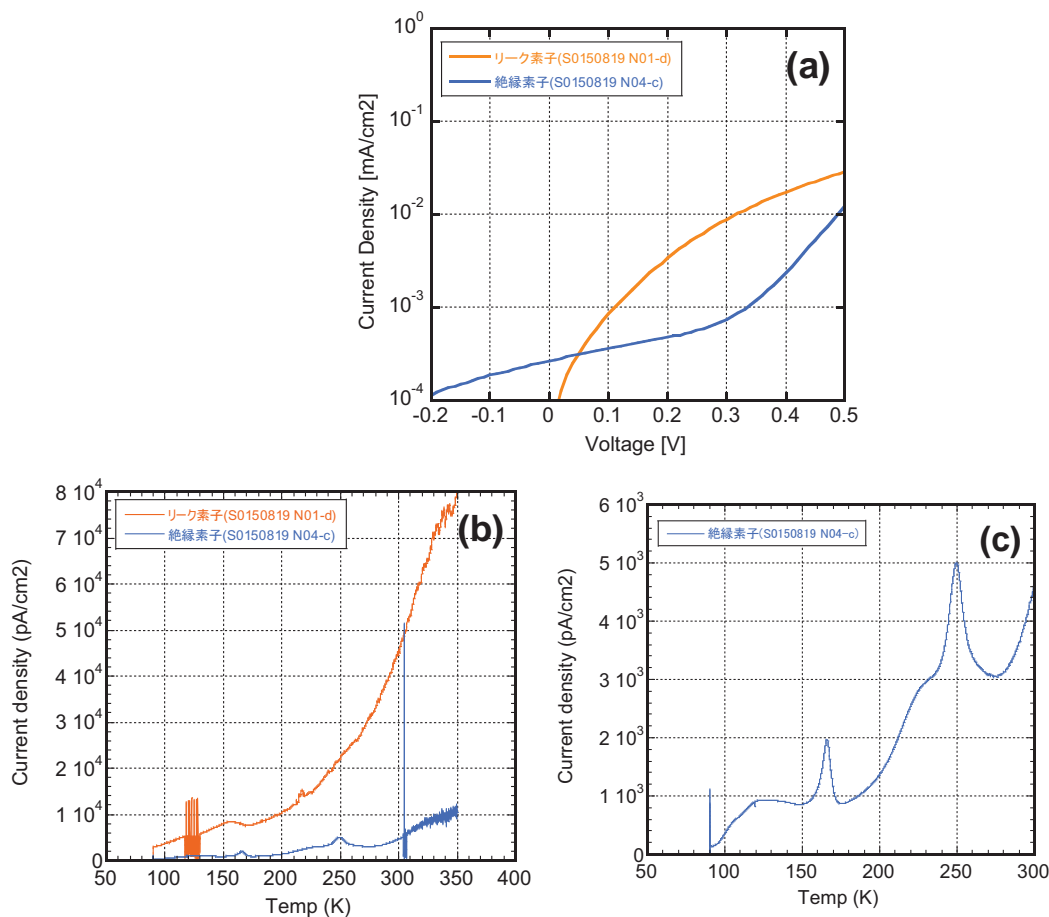 10^0
リーク素子(S0150819 N01-d)
絶縁素子(S0150819 N04-c)
(a)
10^-1
10^-2
10^-3
10^-4
Current Density [mA/cm2]
-0.2 -0.1 0 0.1 0.2 0.3 0.4 0.5
Voltage [V]
8 10^4
リーク素子(S0150819 N01-d)
絶縁素子(S0150819 N04-c)
(b)
7 10^4
6 10^4
5 10^4
4 10^4
3 10^4
2 10^4
1 10^4
0
Current density (pA/cm2)
50 100 150 200 250 300 350 400
Temp (K)
6 10^3
絶縁素子(S0150819 N04-c)
(c)
5 10^3
4 10^3
3 10^3
2 10^3
1 10^3
0
Current density (pA/cm2)
50 100 150 200 250 300
Temp (K)